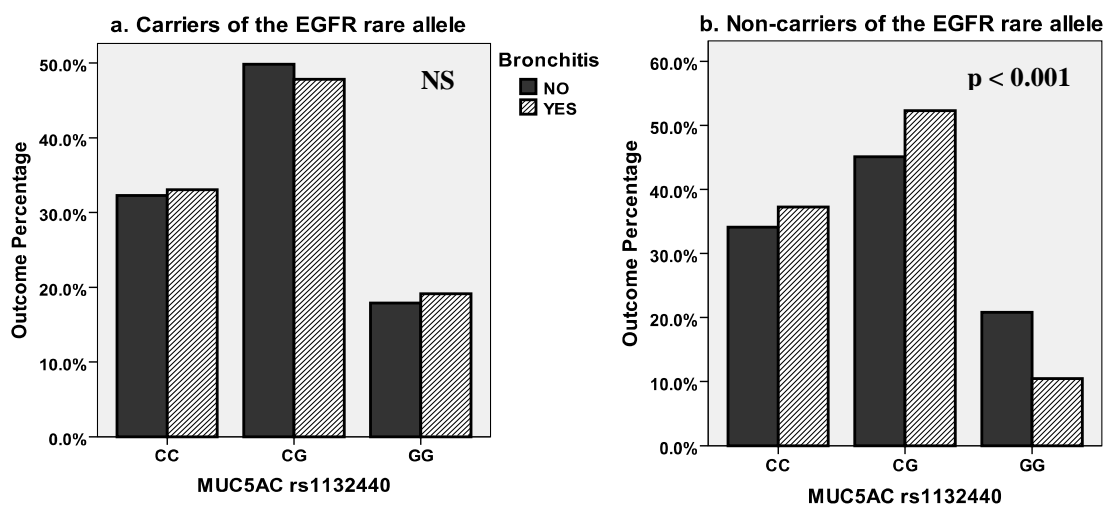 a. Carriers of the EGFR rare allele
50.0%
40.0%
30.0%
20.0%
10.0%
0.0%
Outcome Percentage
NS
CC CG GG
MUC5AC rs1132440
Bronchitis
NO
YES
b. Non-carriers of the EGFR rare allele
60.0%
50.0%
40.0%
30.0%
20.0%
10.0%
0.0%
Outcome Percentage
p < 0.001
CC CG GG
MUC5AC rs1132440